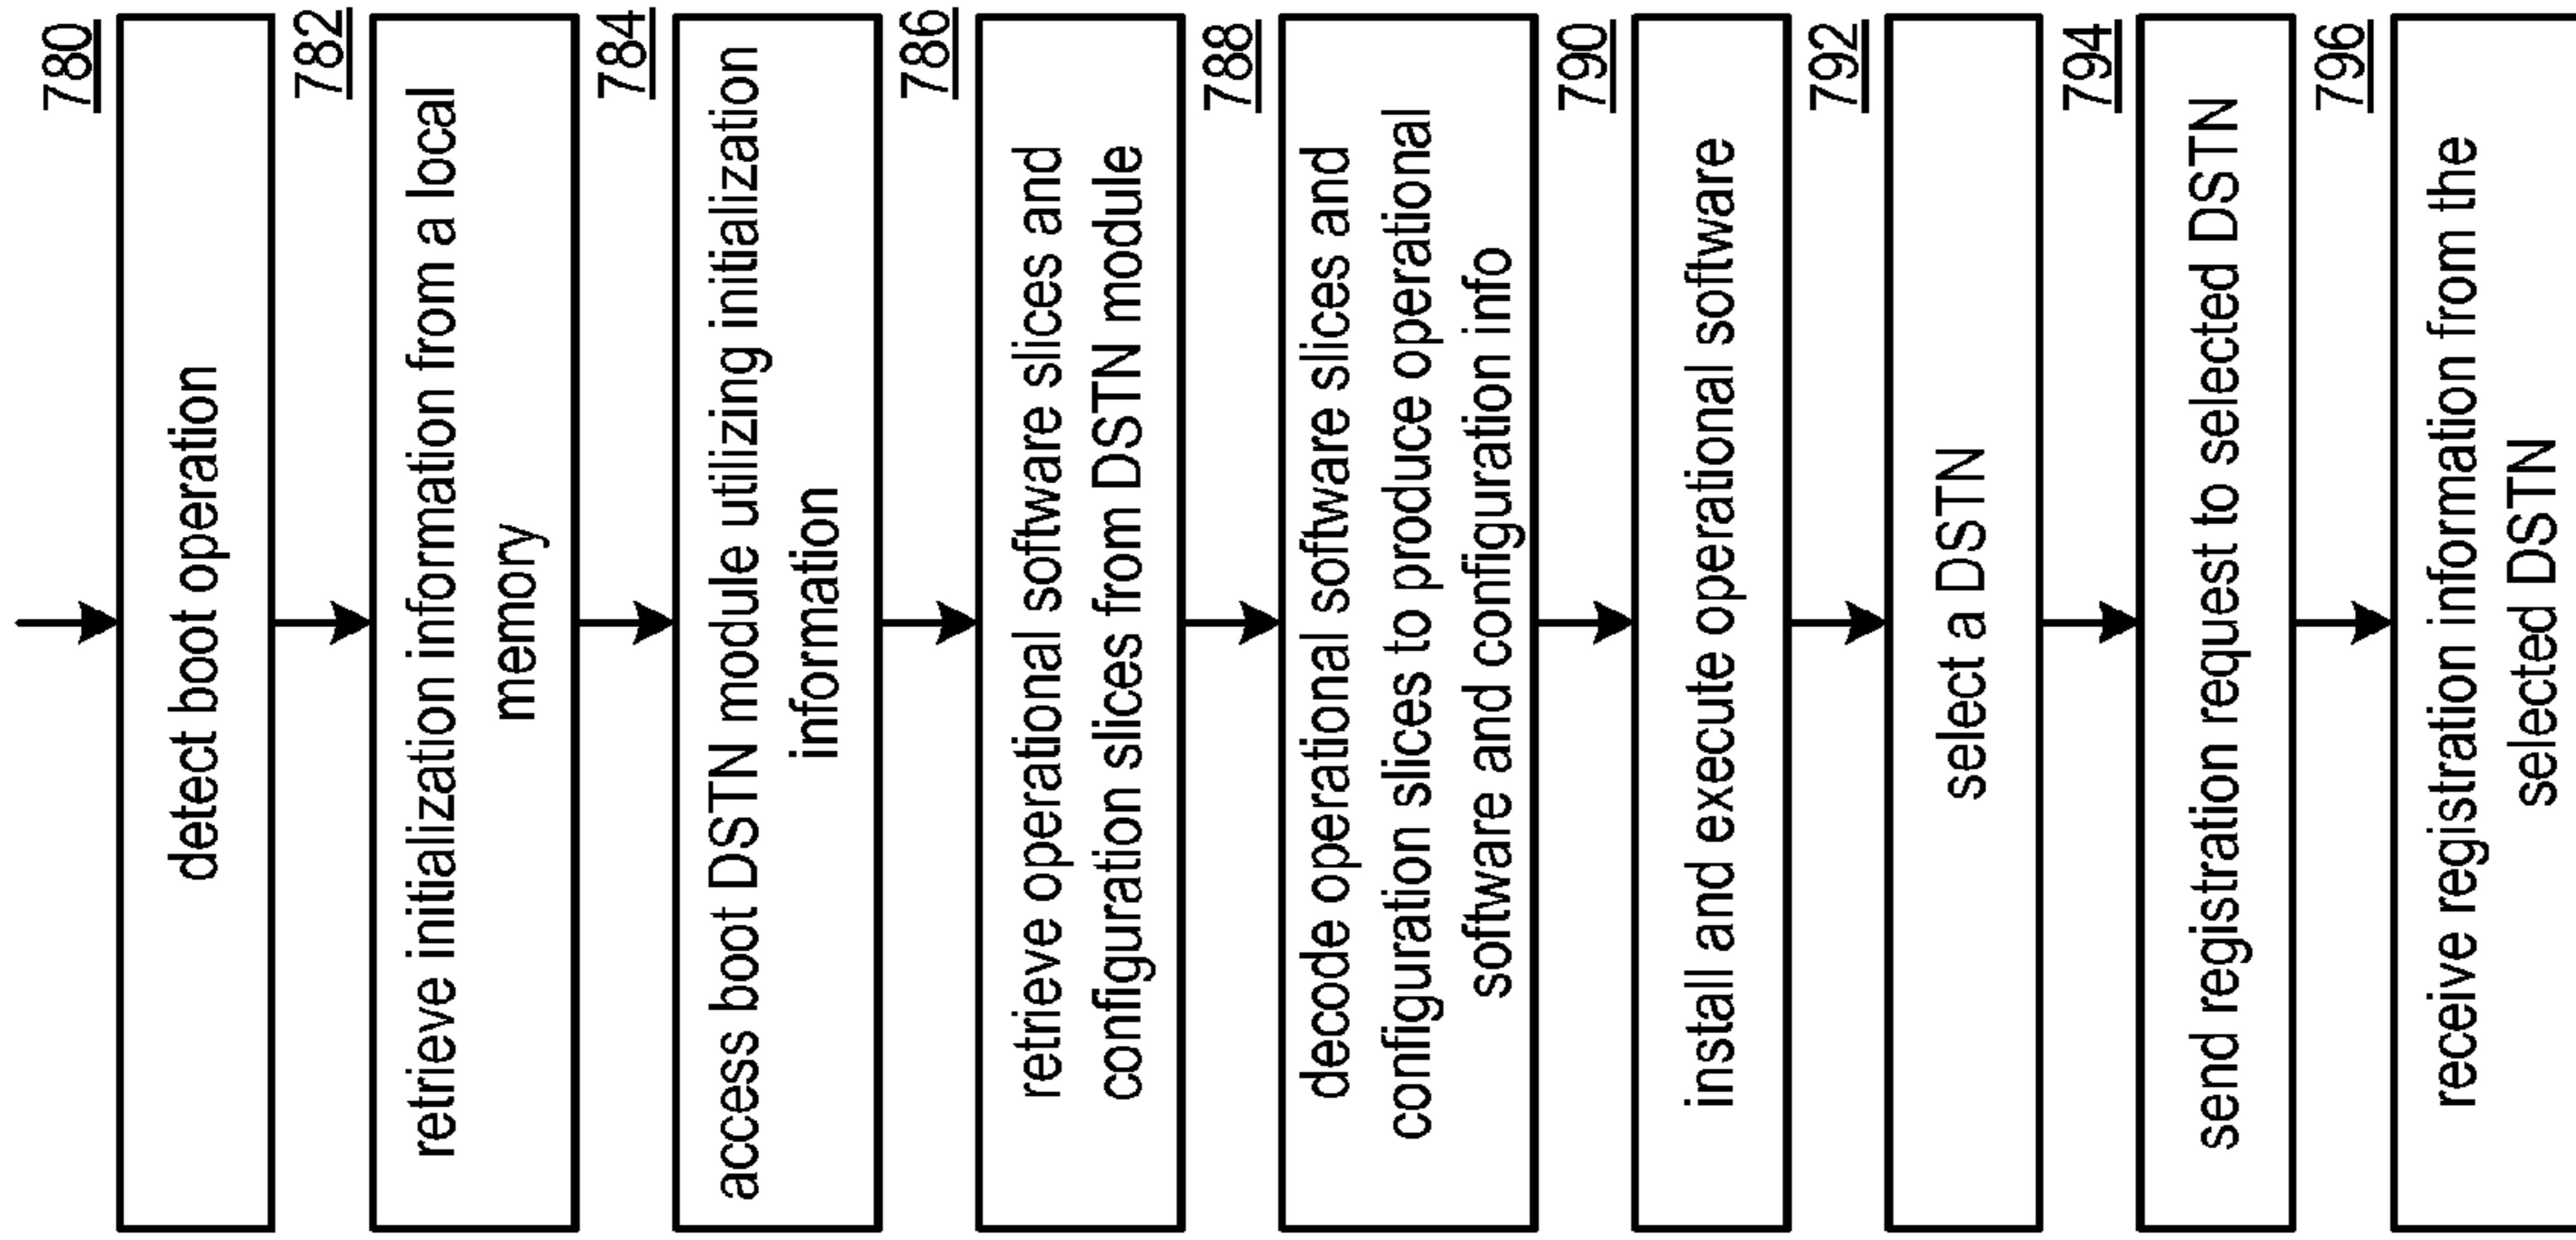 780
detect boot operation
782
retrieve initialization information from a local
memory
784
access boot DSTN module utilizing initialization
information
786
retrieve operational software slices and
configuration slices from DSTN module
788
decode operational software slices and
configuration slices to produce operational
software and configuration info
790
install and execute operational software
792
select a DSTN
794
send registration request to selected DSTN
796
receive registration information from the
selected DSTN